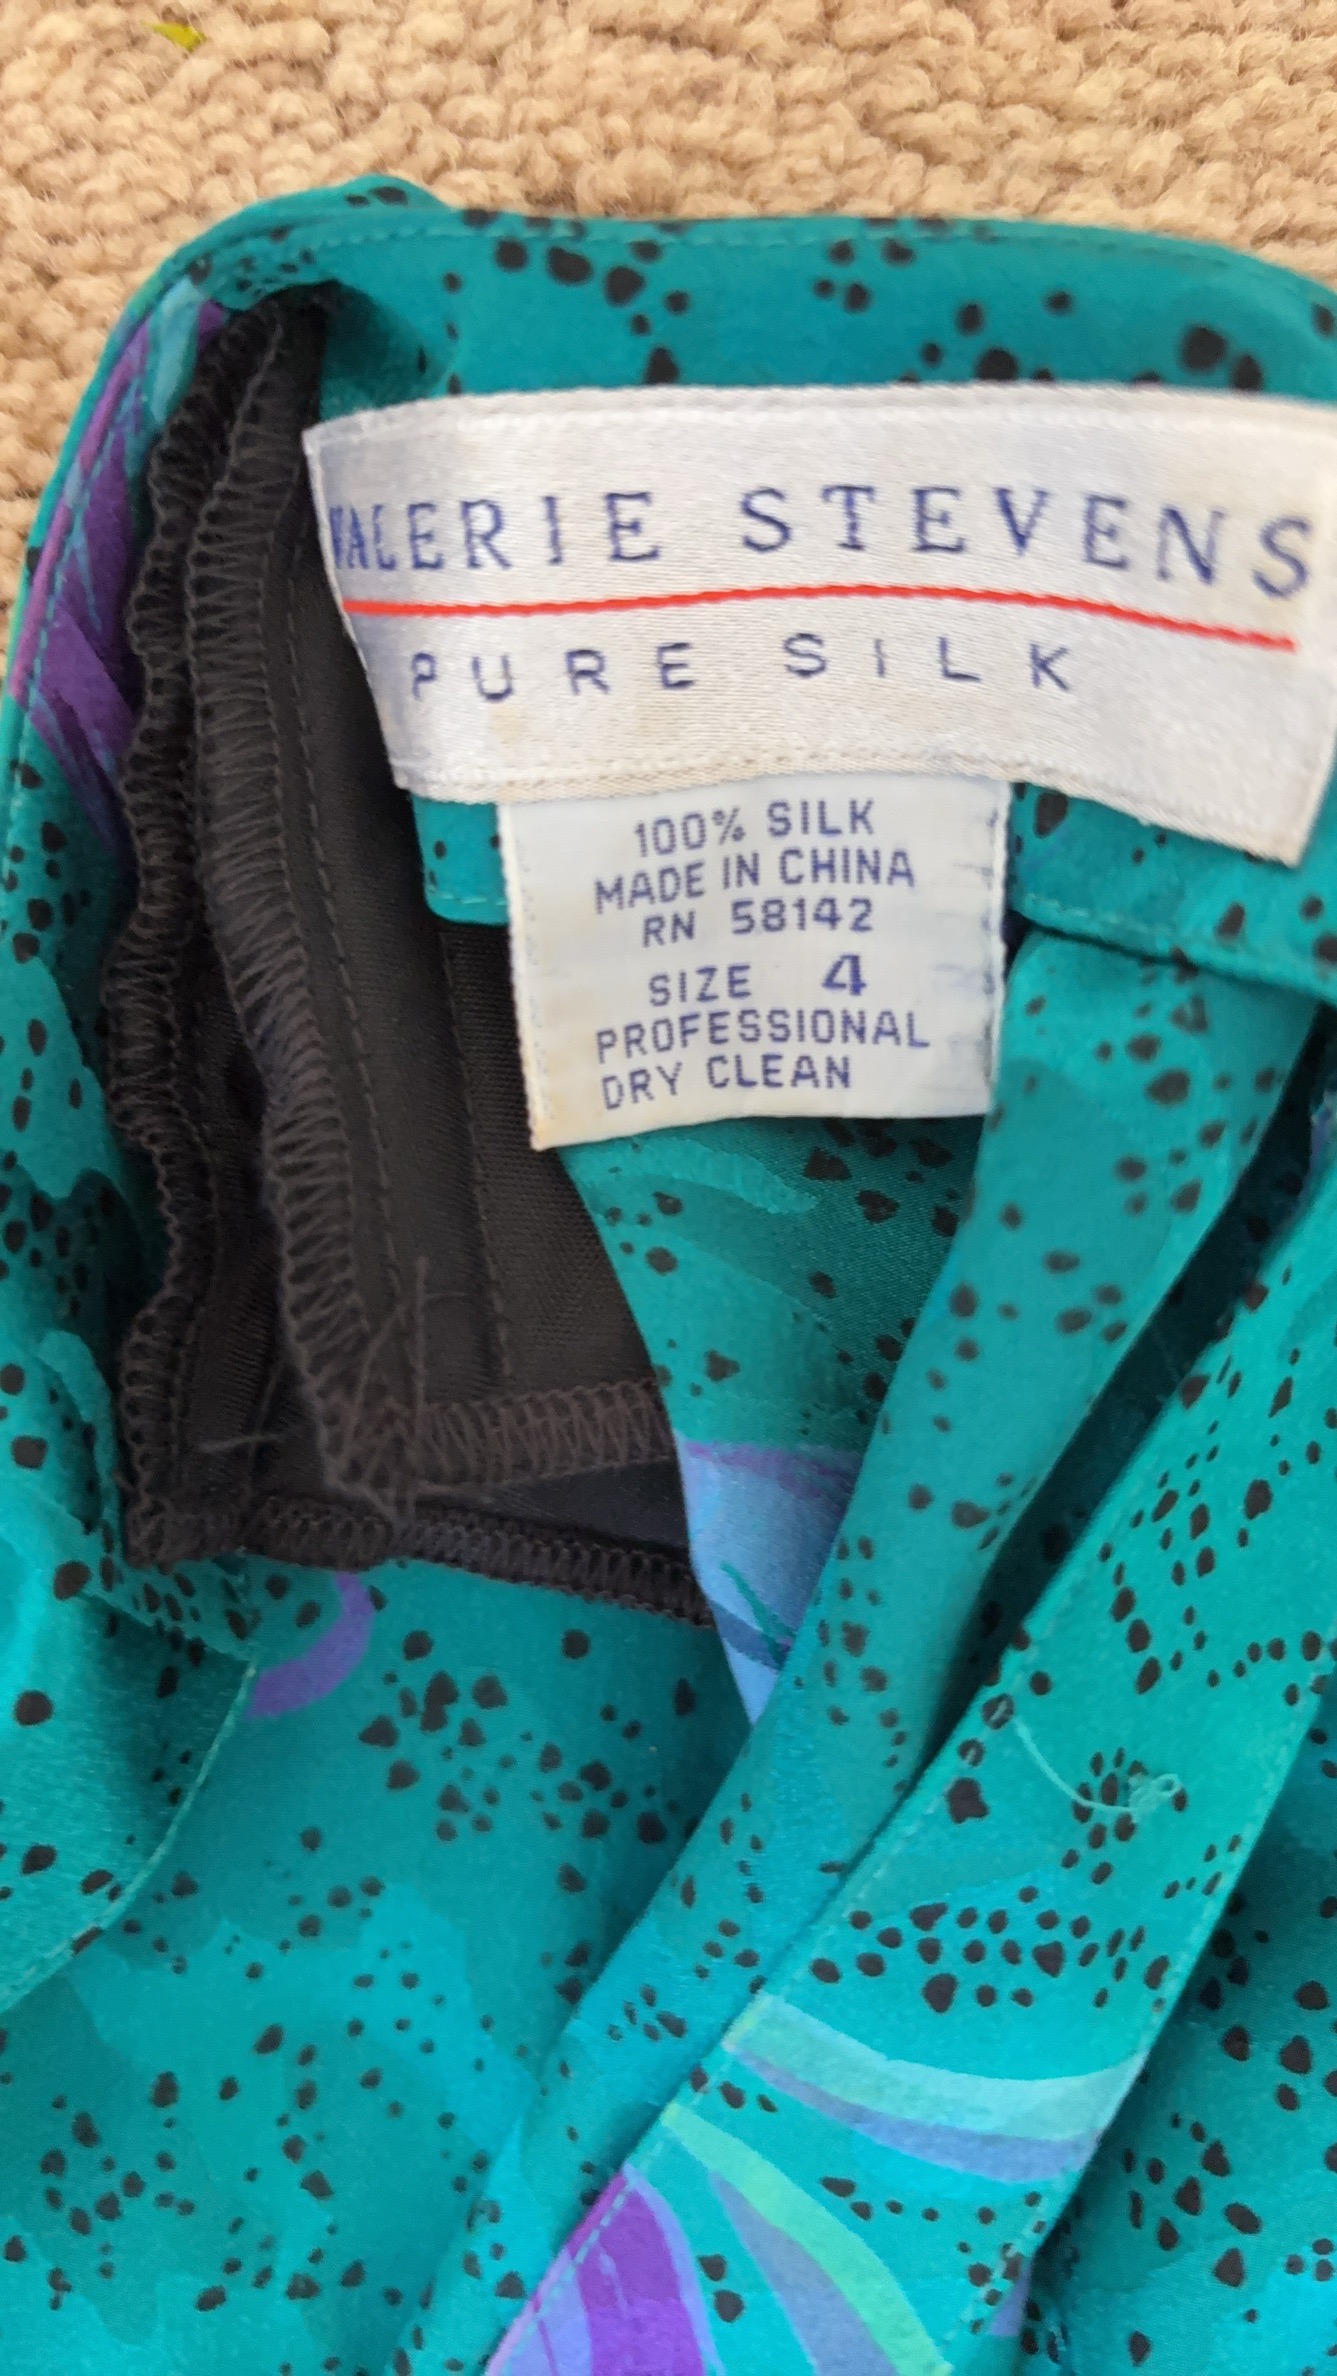 VALERIE STEVENS
PURE SILK
100% SILK
MADE IN CHINA
RN 58142
SIZE 4
PROFESSIONAL
DRY CLEAN